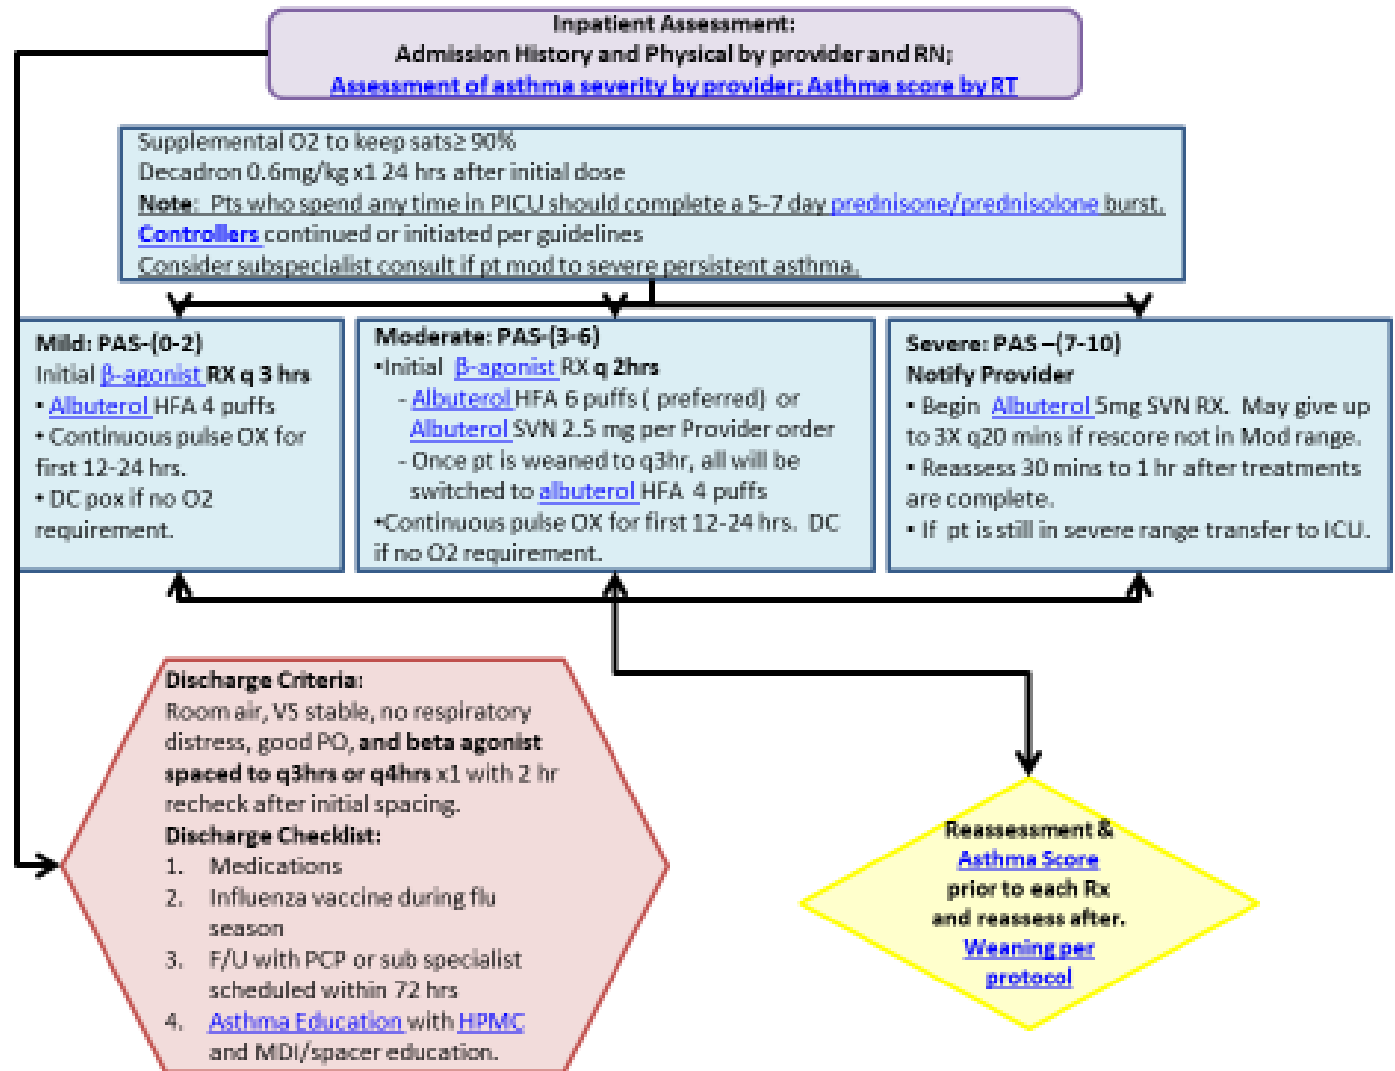 Inpatient Assessment:
Admission History and Physical by provider and RN;
Assessment of asthma severity by provider; Asthma score by RT
Supplemental O2 to keep sats≥ 90%
Decadron 0.6mg/kg x1 24 hrs after initial dose
Note: Pts who spend any time in PICU should complete a 5-7 day prednisone/prednisolone burst.
Controllers continued or initiated per guidelines
Consider subspecialist consult if pt mod to severe persistent asthma.
Mild: PAS-(0-2)
Initial β-agonist RX q 3 hrs
• Albuterol HFA 4 puffs
• Continuous pulse OX for
first 12-24 hrs.
• DC pox if no O2
requirement.
Moderate: PAS-(3-6)
•Initial β-agonist RX q 2hrs
- Albuterol HFA 6 puffs ( preferred) or
Albuterol SVN 2.5 mg per Provider order
- Once pt is weaned to q3hr, all will be
switched to albuterol HFA 4 puffs
•Continuous pulse OX for first 12-24 hrs. DC
if no O2 requirement.
Severe: PAS –(7-10)
Notify Provider
• Begin Albuterol 5mg SVN RX. May give up
to 3X q20 mins if rescore not in Mod range.
• Reassess 30 mins to 1 hr after treatments
are complete.
• If pt is still in severe range transfer to ICU.
Discharge Criteria:
Room air, VS stable, no respiratory
distress, good PO, and beta agonist
spaced to q3hrs or q4hrs x1 with 2 hr
recheck after initial spacing.
Discharge Checklist:
1. Medications
2. Influenza vaccine during flu
season
3. F/U with PCP or sub specialist
scheduled within 72 hrs
4. Asthma Education with HPMC
and MDI/spacer education.
Reassessment &
Asthma Score
prior to each Rx
and reassess after.
Weaning per
protocol